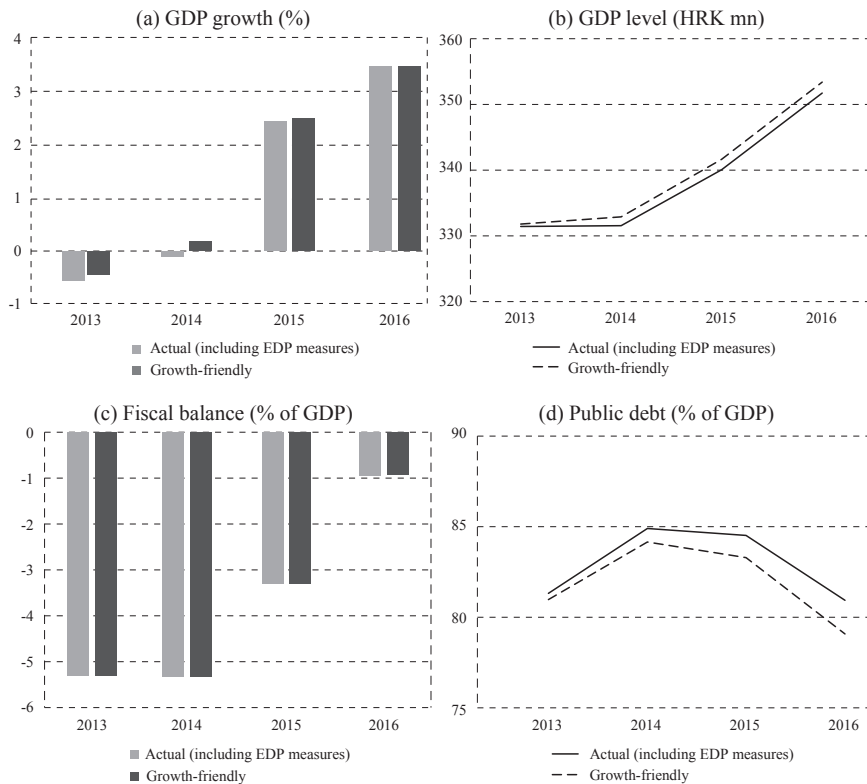 (a) GDP growth (%)
4
3
2
1
0
-1
2013 2014 2015 2016
Actual (including EDP measures)
Growth-friendly
(b) GDP level (HRK mn)
360
350
340
330
320
2013 2014 2015 2016
Actual (including EDP measures)
Growth-friendly
(c) Fiscal balance (% of GDP)
0
-1
-2
-3
-4
-5
-6
2013 2014 2015 2016
Actual (including EDP measures)
Growth-friendly
(d) Public debt (% of GDP)
90
85
80
75
2013 2014 2015 2016
Actual (including EDP measures)
Growth-friendly